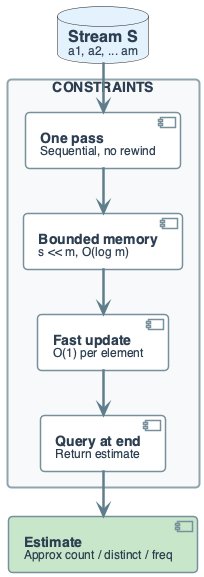 Stream S
a1, a2, ... am
CONSTRAINTS
One pass
Sequential, no rewind
Bounded memory
s << m, O(log m)
Fast update
O(1) per element
Query at end
Return estimate
Estimate
Approx count / distinct / freq